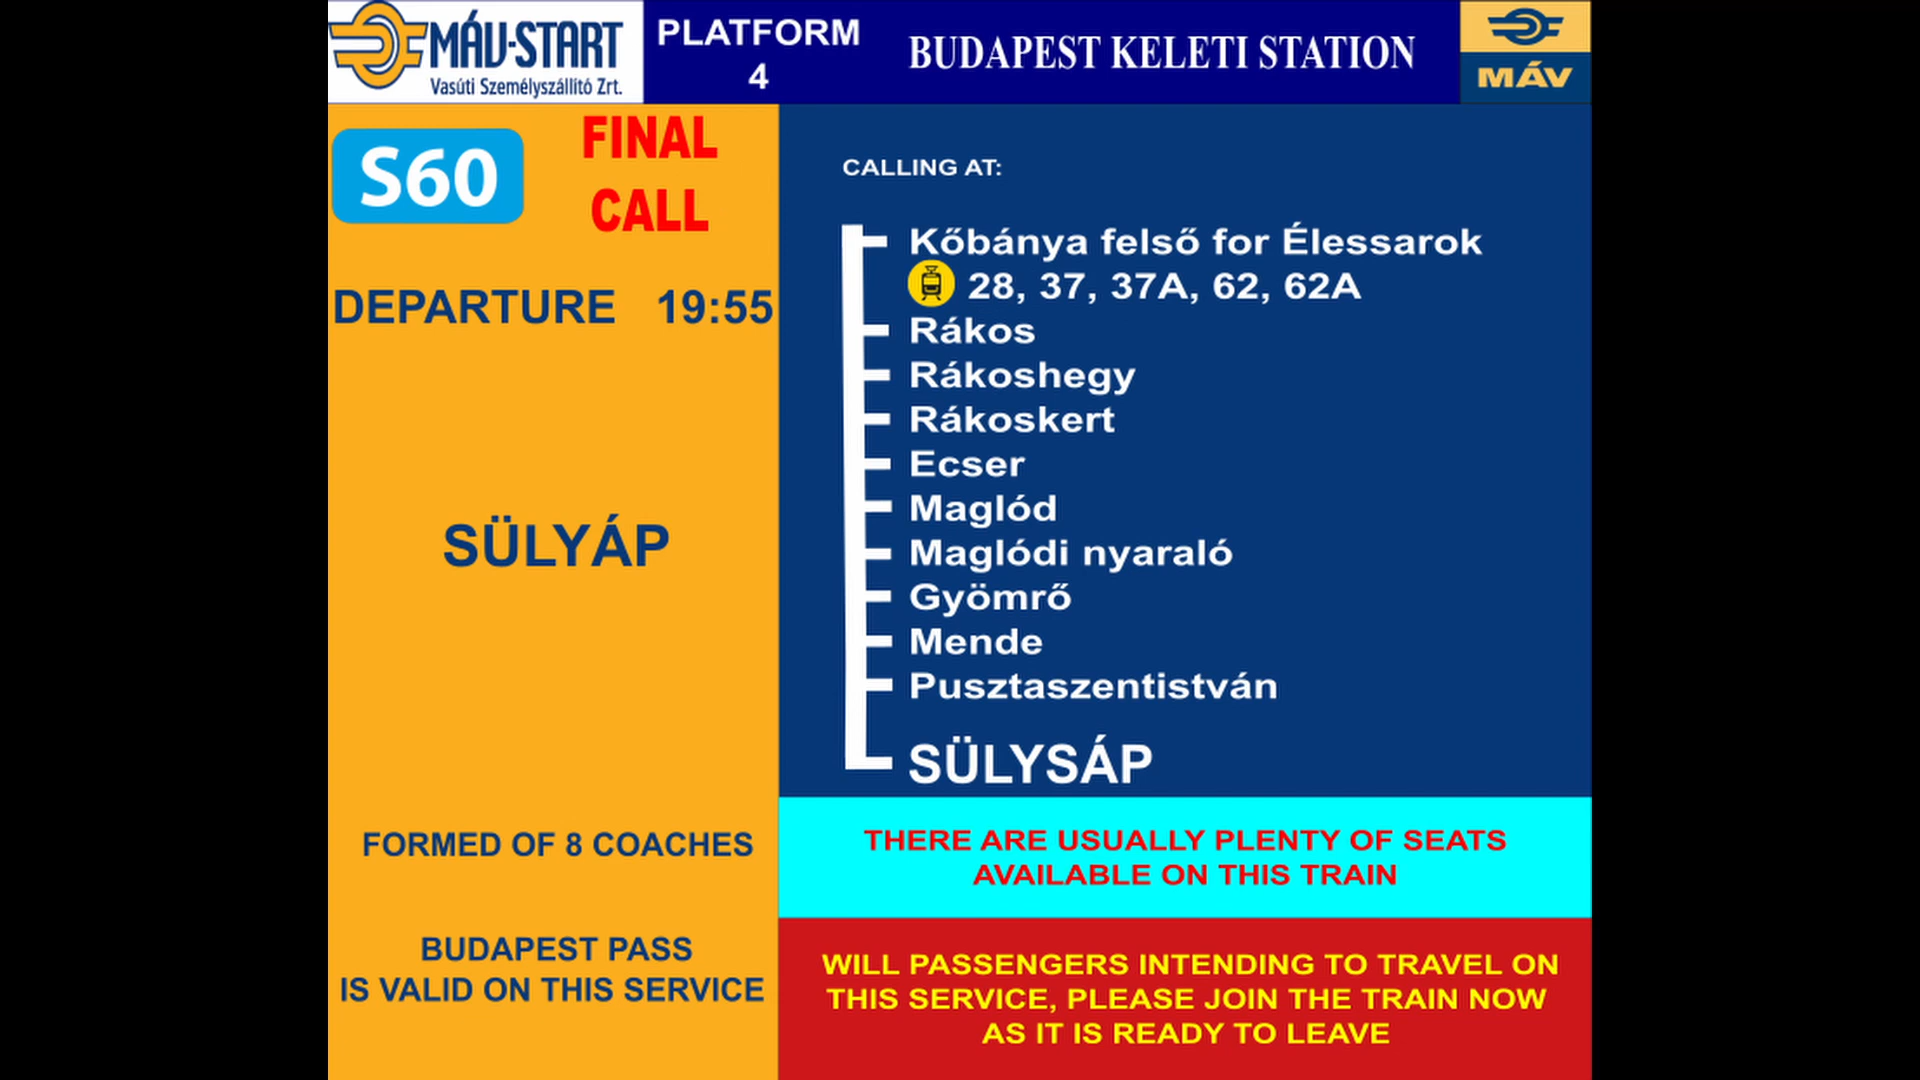 MÁV-START
Vasúti Személyszállító Zrt.
PLATFORM
4
BUDAPEST KELETI STATION
MÁV
S60
FINAL
CALL
DEPARTURE 19:55
SÜLYÁP
FORMED OF 8 COACHES
BUDAPEST PASS
IS VALID ON THIS SERVICE
CALLING AT:
Kőbánya felső for Élessarok
28, 37, 37A, 62, 62A
Rákos
Rákoshegy
Rákoskert
Ecser
Maglód
Maglódi nyaraló
Gyömrő
Mende
Pusztaszentistván
SÜLYSÁP
THERE ARE USUALLY PLENTY OF SEATS
AVAILABLE ON THIS TRAIN
WILL PASSENGERS INTENDING TO TRAVEL ON
THIS SERVICE, PLEASE JOIN THE TRAIN NOW
AS IT IS READY TO LEAVE